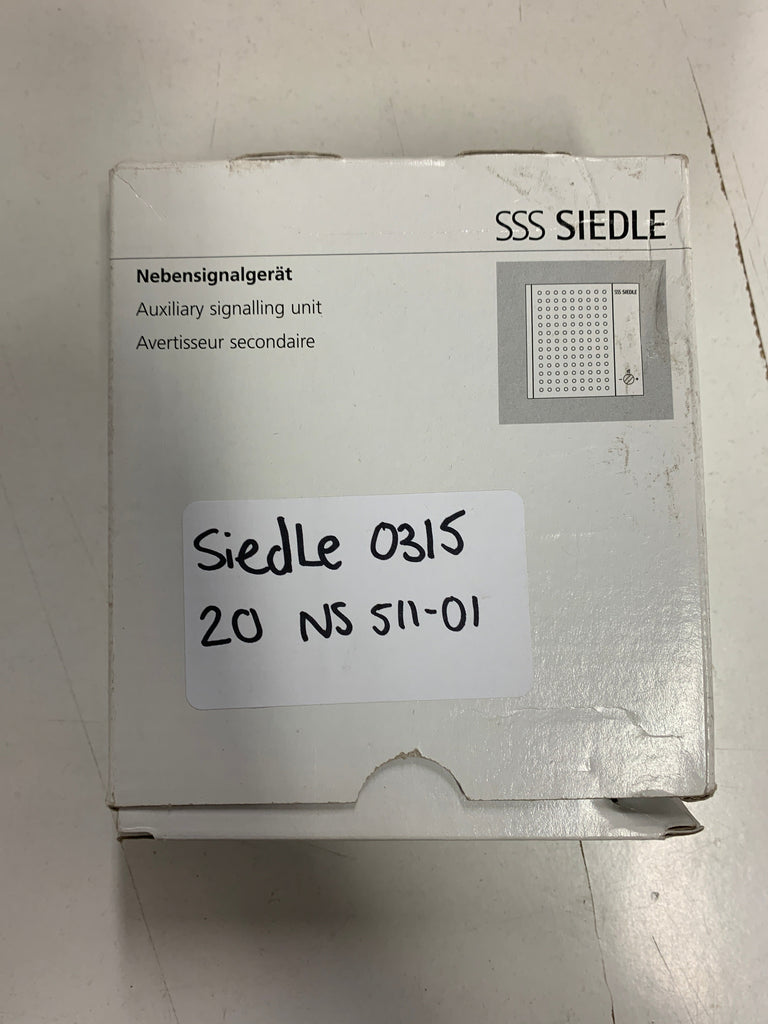 SSS SIEDLE
Nebensignalgerät
Auxiliary signalling unit
Avertisseur secondaire
SSS SIEDLE
Siedle 0315
20 NS 511-01